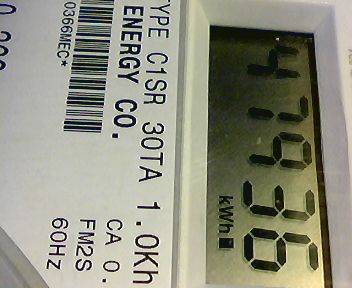 47936
kWh
TYPE C1SR 30TA 1.0Kh
ENERGY CO. CA 0.
FM2S
0366MEC* 60HZ